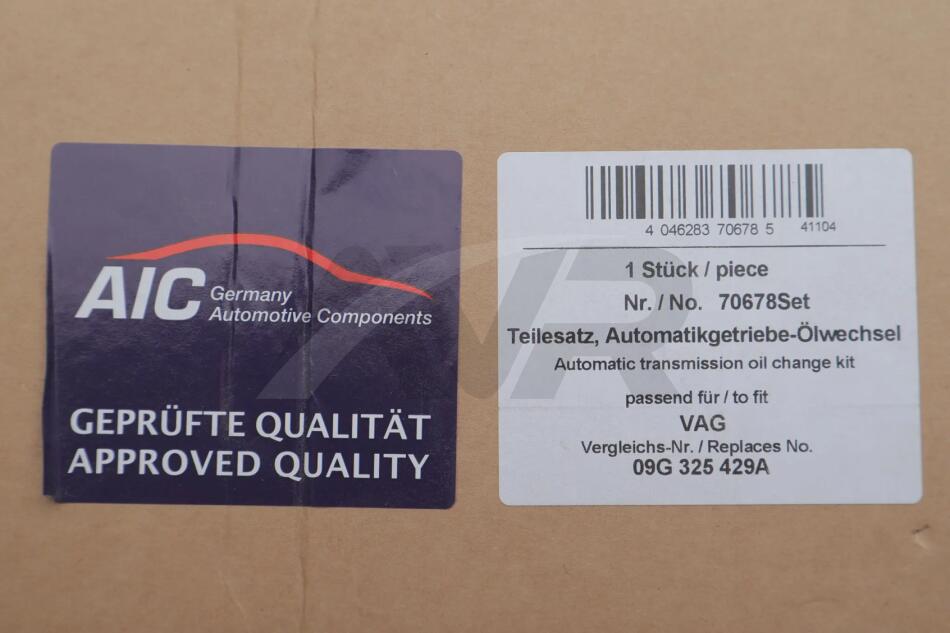 AIC Germany
Automotive Components
GEPRÜFTE QUALITÄT
APPROVED QUALITY
4 046283 70678 5 41104
1 Stück / piece
Nr. / No. 70678Set
Teilesatz, Automatikgetriebe-Ölwechsel
Automatic transmission oil change kit
passend für / to fit
VAG
Vergleichs-Nr. / Replaces No.
09G 325 429A